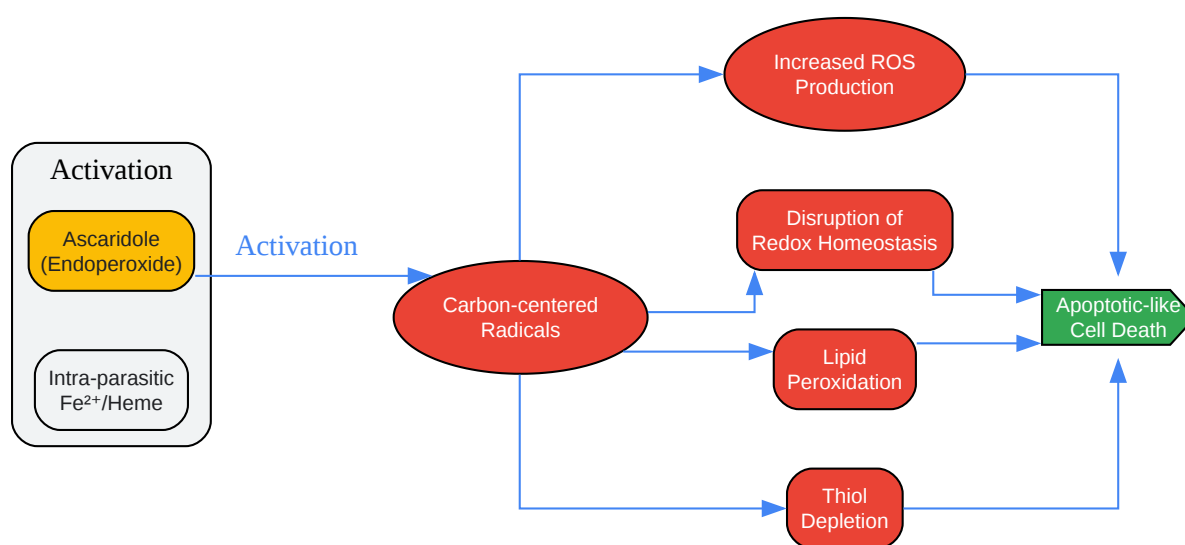 Activation
Ascaridole
(Endoperoxide)
Intra-parasitic
Fe²⁺/Heme
Activation
Carbon-centered
Radicals
Increased ROS
Production
Disruption of
Redox Homeostasis
Lipid
Peroxidation
Thiol
Depletion
Apoptotic-like
Cell Death